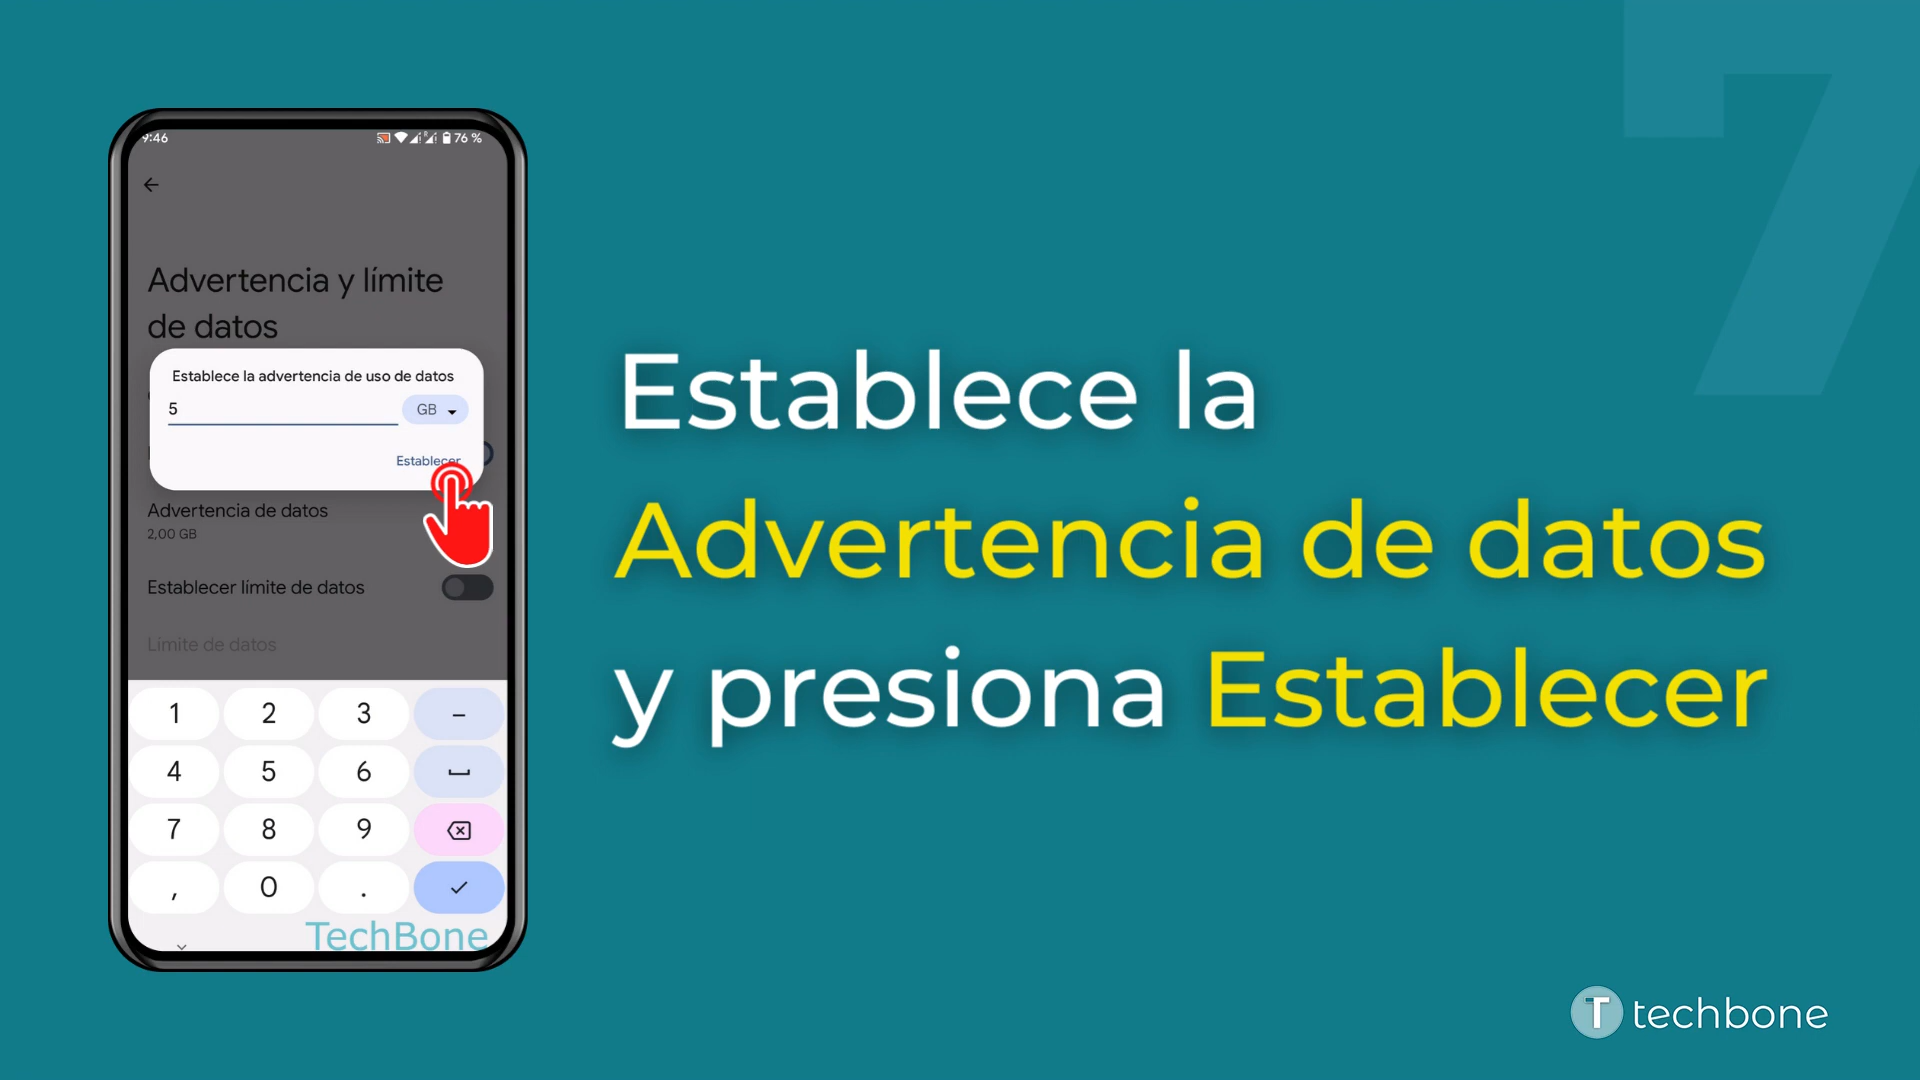 7
9:46
R
76 %
Advertencia y límite
de datos
Establece la advertencia de uso de datos
5
GB
Establecer
Advertencia de datos
2,00 GB
Establecer límite de datos
Límite de datos
1 2 3 –
4 5 6
7 8 9
, 0 .
TechBone
Establece la
Advertencia de datos
y presiona Establecer
T techbone